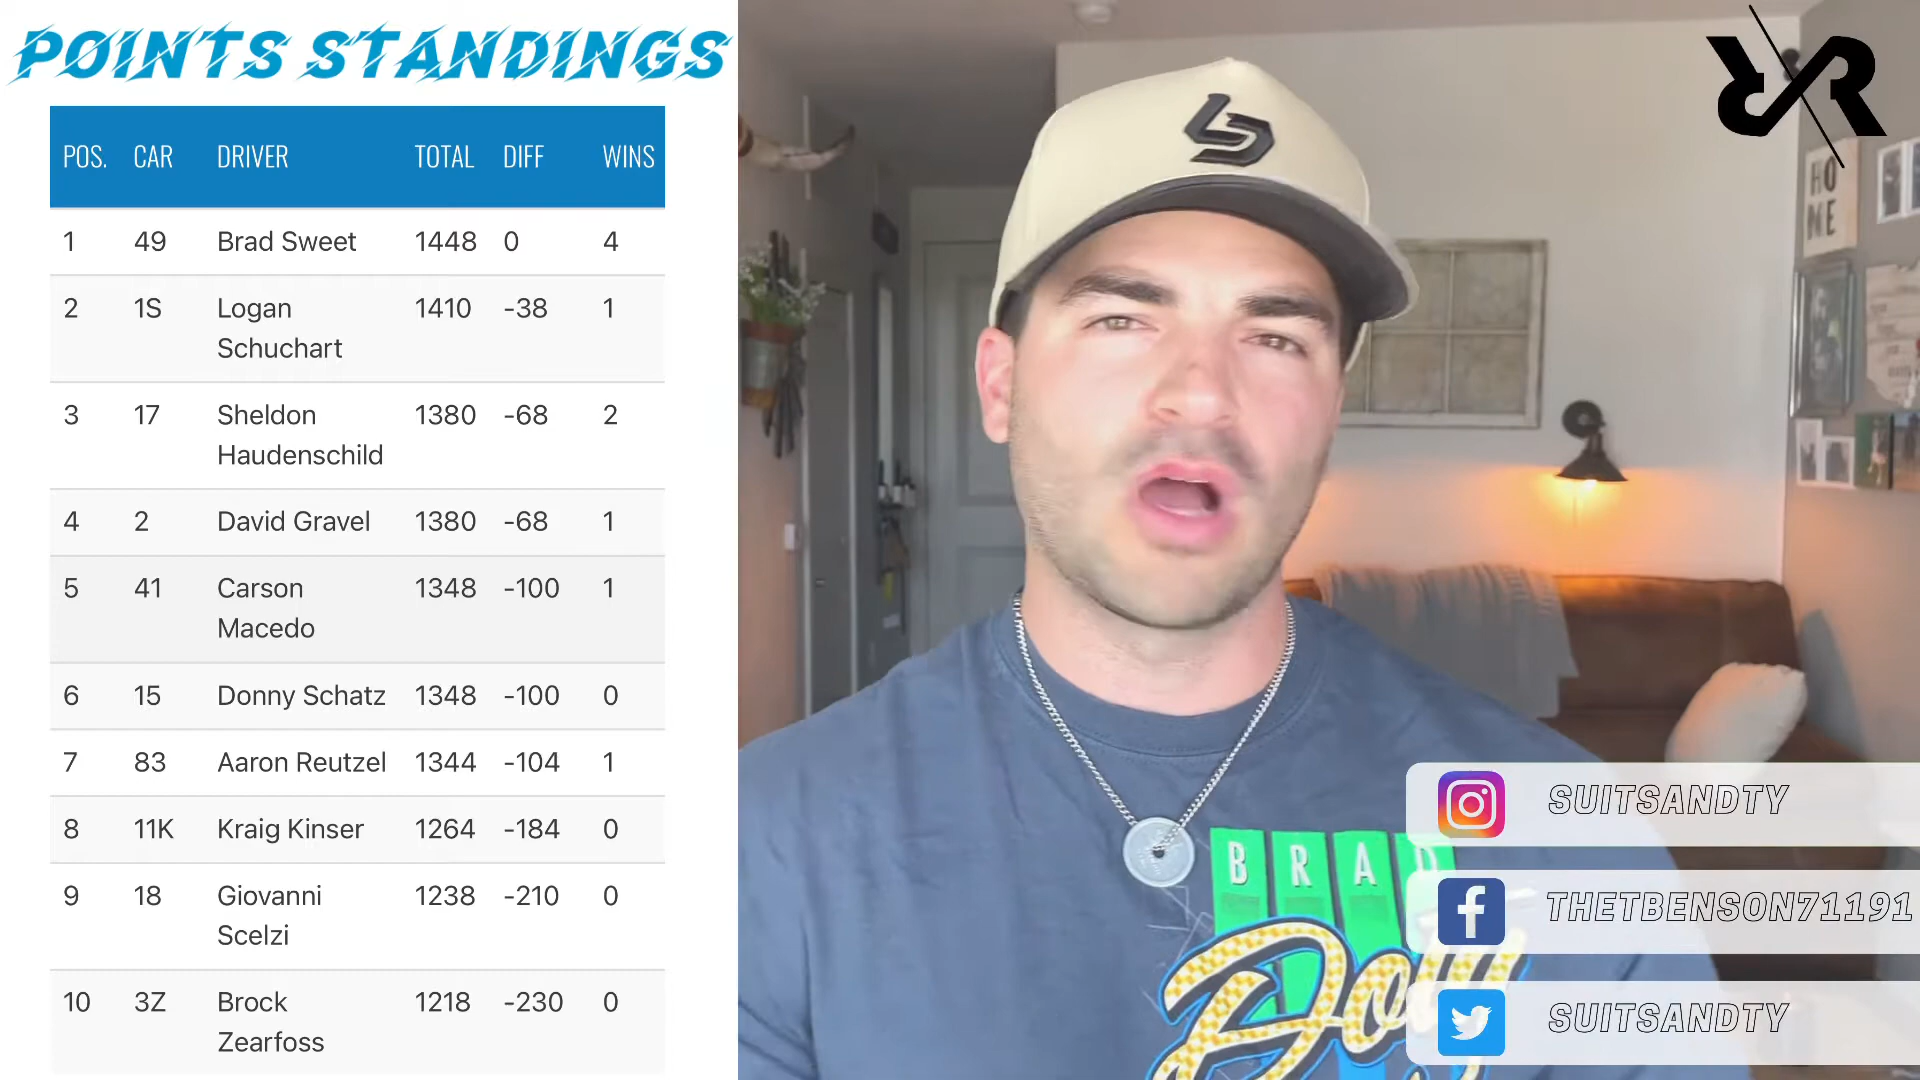 POINTS STANDINGS
POS. CAR DRIVER TOTAL DIFF WINS
1 49 Brad Sweet 1448 0 4
2 1S Logan Schuchart 1410 -38 1
3 17 Sheldon Haudenschild 1380 -68 2
4 2 David Gravel 1380 -68 1
5 41 Carson Macedo 1348 -100 1
6 15 Donny Schatz 1348 -100 0
7 83 Aaron Reutzel 1344 -104 1
8 11K Kraig Kinser 1264 -184 0
9 18 Giovanni Scelzi 1238 -210 0
10 3Z Brock Zearfoss 1218 -230 0
HO
ME
BRAD
Doty
SUITSANDTY
THETBENSON71191
SUITSANDTY